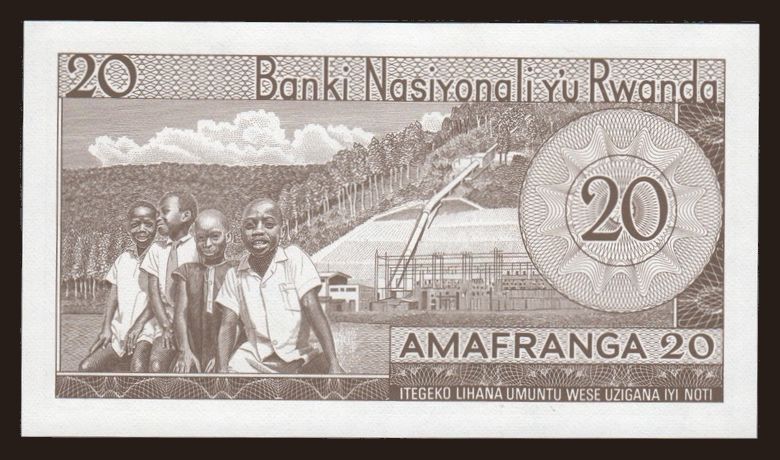 20 Banki Nasiyonali y'u Rwanda
20
AMAFRANGA 20
ITEGEKO LIHANA UMUNTU WESE UZIGANA IYI NOTI